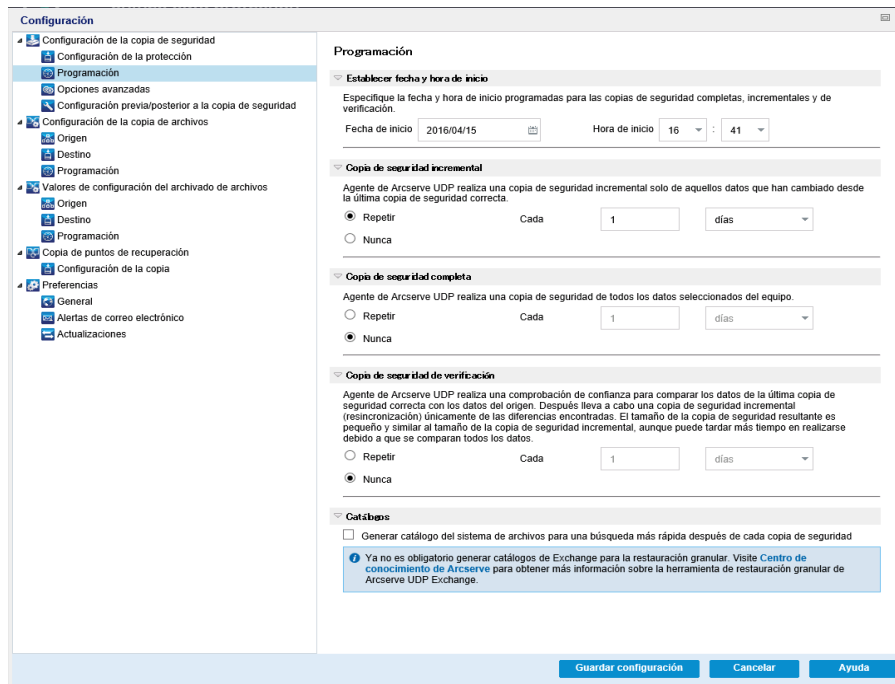 Configuración
Configuración de la copia de seguridad
Configuración de la protección
Programación
Opciones avanzadas
Configuración previa/posterior a la copia de seguridad
Configuración de la copia de archivos
Origen
Destino
Programación
Valores de configuración del archivado de archivos
Origen
Destino
Programación
Copia de puntos de recuperación
Configuración de la copia
Preferencias
General
Alertas de correo electrónico
Actualizaciones
Programación
Establecer fecha y hora de inicio
Especifique la fecha y hora de inicio programadas para las copias de seguridad completas, incrementales y de
verificación.
Fecha de inicio 2016/04/15 Hora de inicio 16 : 41
Copia de seguridad incremental
Agente de Arcserve UDP realiza una copia de seguridad incremental solo de aquellos datos que han cambiado desde
la última copia de seguridad correcta.
Repetir Cada 1 días
Nunca
Copia de seguridad completa
Agente de Arcserve UDP realiza una copia de seguridad de todos los datos seleccionados del equipo.
Repetir Cada 1 días
Nunca
Copia de seguridad de verificación
Agente de Arcserve UDP realiza una comprobación de confianza para comparar los datos de la última copia de
seguridad correcta con los datos del origen. Después lleva a cabo una copia de seguridad incremental
(resincronización) únicamente de las diferencias encontradas. El tamaño de la copia de seguridad resultante es
pequeño y similar al tamaño de la copia de seguridad incremental, aunque puede tardar más tiempo en realizarse
debido a que se comparan todos los datos.
Repetir Cada 1 días
Nunca
Catálogos
Generar catálogo del sistema de archivos para una búsqueda más rápida después de cada copia de seguridad
Ya no es obligatorio generar catálogos de Exchange para la restauración granular. Visite Centro de
conocimiento de Arcserve para obtener más información sobre la herramienta de restauración granular de
Arcserve UDP Exchange.
Guardar configuración Cancelar Ayuda